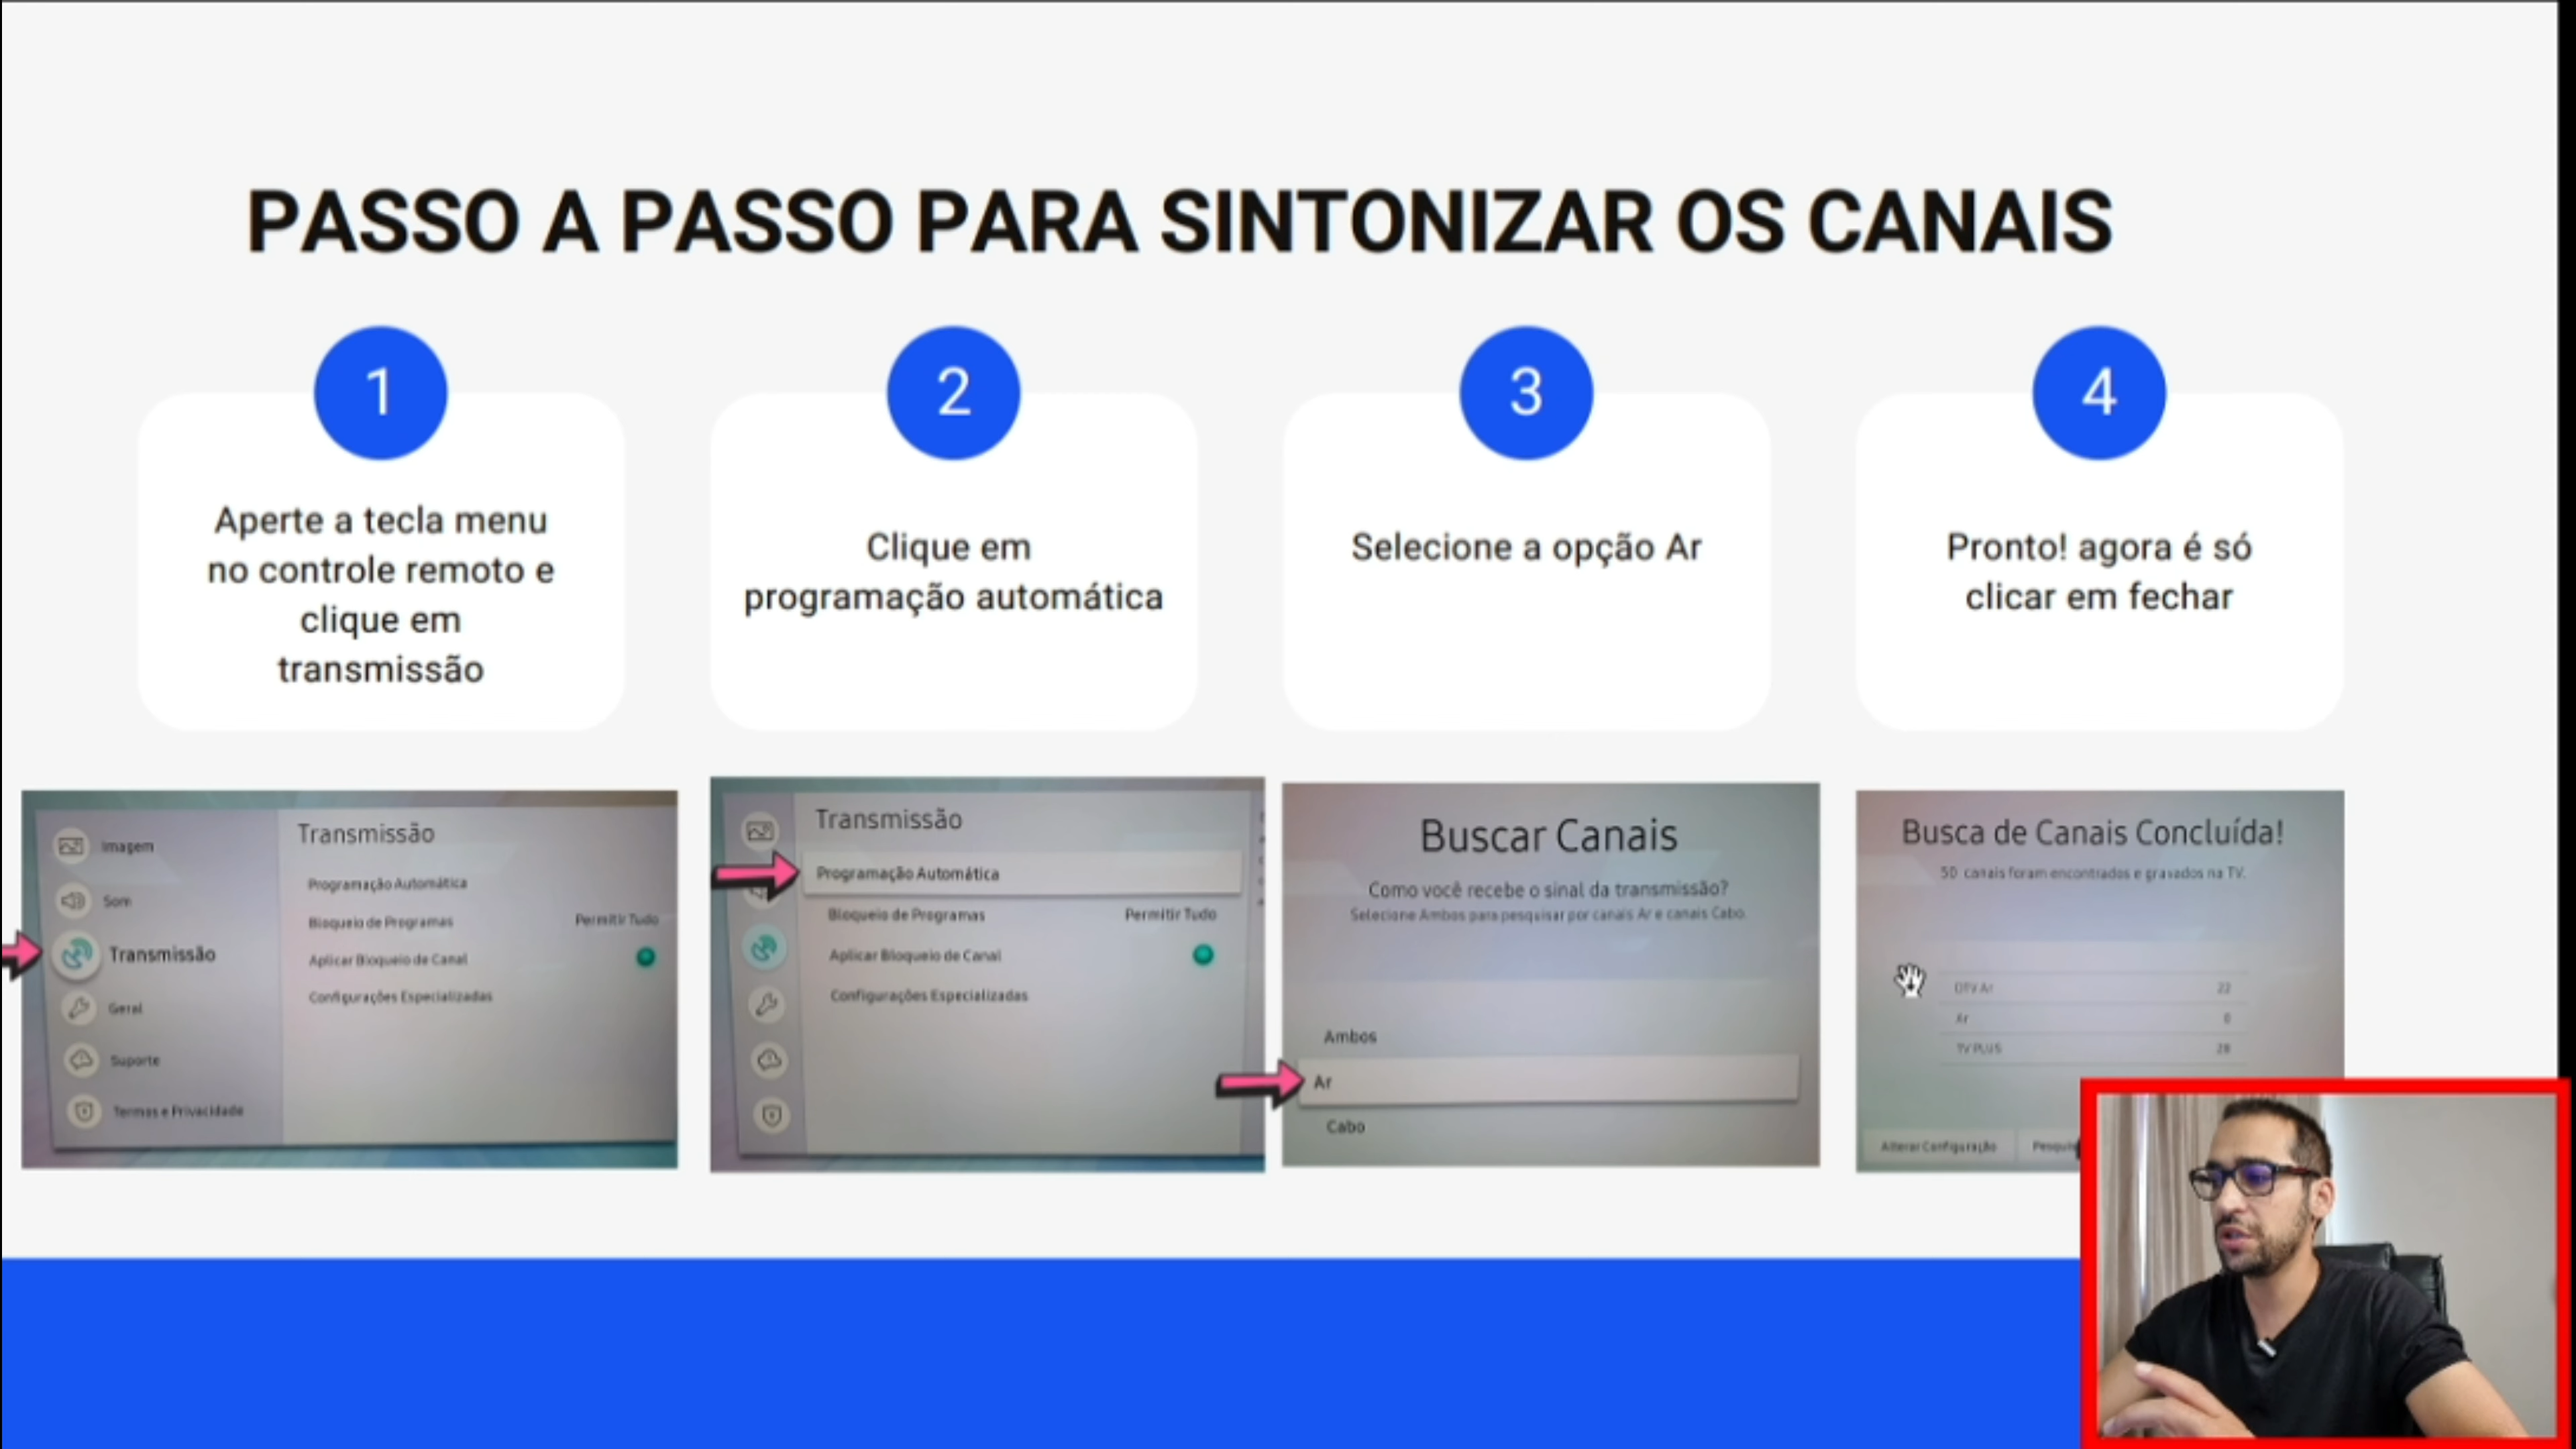 PASSO A PASSO PARA SINTONIZAR OS CANAIS
1
Aperte a tecla menu
no controle remoto e
clique em
transmissão
2
Clique em
programação automática
3
Selecione a opção Ar
4
Pronto! agora é só
clicar em fechar
Imagem
Som
Transmissão
Geral
Suporte
Termos e Privacidade
Transmissão
Programação Automática
Bloqueio de Programas Permitir Tudo
Aplicar Bloqueio de Canal
Configurações Especializadas
Transmissão
Programação Automática
Bloqueio de Programas Permitir Tudo
Aplicar Bloqueio de Canal
Configurações Especializadas
Buscar Canais
Como você recebe o sinal da transmissão?
Selecione Ambos para pesquisar por canais Ar e canais Cabo.
Ambos
Ar
Cabo
Busca de Canais Concluída!
50 canais foram encontrados e gravados na TV.
DTV Ar 22
Ar 0
TV PLUS 28
Alterar Configuração